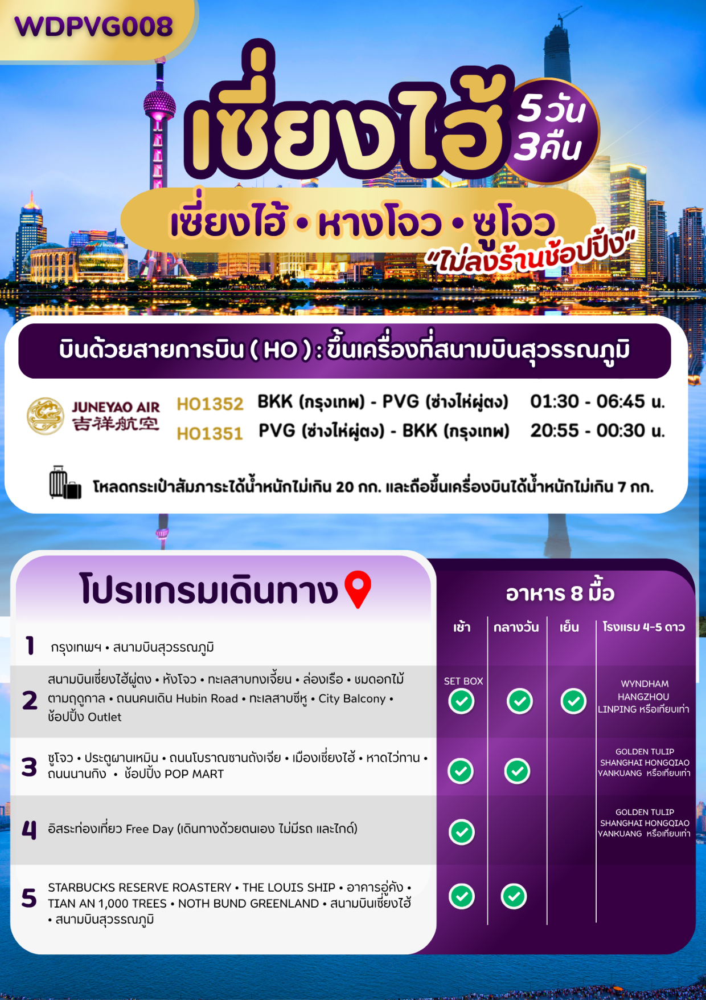 WDPVG008
เซี่ยงไฮ้
5วัน
3คืน
เซี่ยงไฮ้ • หางโจว • ซูโจว
"ไม่ลงร้านช้อปปิ้ง"
บินด้วยสายการบิน ( HO ) : ขึ้นเครื่องที่สนามบินสุวรรณภูมิ
JUNEYAO AIR
吉祥航空
HO1352 BKK (กรุงเทพ) - PVG (ซ่างไห่ผู่ตง) 01:30 - 06:45 น.
HO1351 PVG (ซ่างไห่ผู่ตง) - BKK (กรุงเทพ) 20:55 - 00:30 น.
โหลดกระเป๋าสัมภาระได้น้ำหนักไม่เกิน 20 กก. และถือขึ้นเครื่องบินได้น้ำหนักไม่เกิน 7 กก.
โปรแกรมเดินทาง
อาหาร 8 มื้อ
เช้า กลางวัน เย็น โรงแรม 4-5 ดาว
1 กรุงเทพฯ • สนามบินสุวรรณภูมิ
2
สนามบินเซี่ยงไฮ้ผู่ตง • หังโจว • ทะเลสาบทงเจี้ยน • ล่องเรือ • ชมดอกไม้
ตามฤดูกาล • ถนนคนเดิน Hubin Road • ทะเลสาบซีหู • City Balcony •
ช้อปปิ้ง Outlet
SET BOX
WYNDHAM
HANGZHOU
LINPING หรือเทียบเท่า
3
ซูโจว • ประตูผานเหมิน • ถนนโบราณซานถังเจีย • เมืองเซี่ยงไฮ้ • หาดไว่ทาน •
ถนนนานกิง • ช้อปปิ้ง POP MART
GOLDEN TULIP
SHANGHAI HONGQIAO
YANKUANG หรือเทียบเท่า
4 อิสระท่องเที่ยว Free Day (เดินทางด้วยตนเอง ไม่มีรถ และไกด์)
GOLDEN TULIP
SHANGHAI HONGQIAO
YANKUANG หรือเทียบเท่า
5
STARBUCKS RESERVE ROASTERY • THE LOUIS SHIP • อาคารอู่คัง •
TIAN AN 1,000 TREES • NOTH BUND GREENLAND • สนามบินเซี่ยงไฮ้
• สนามบินสุวรรณภูมิ